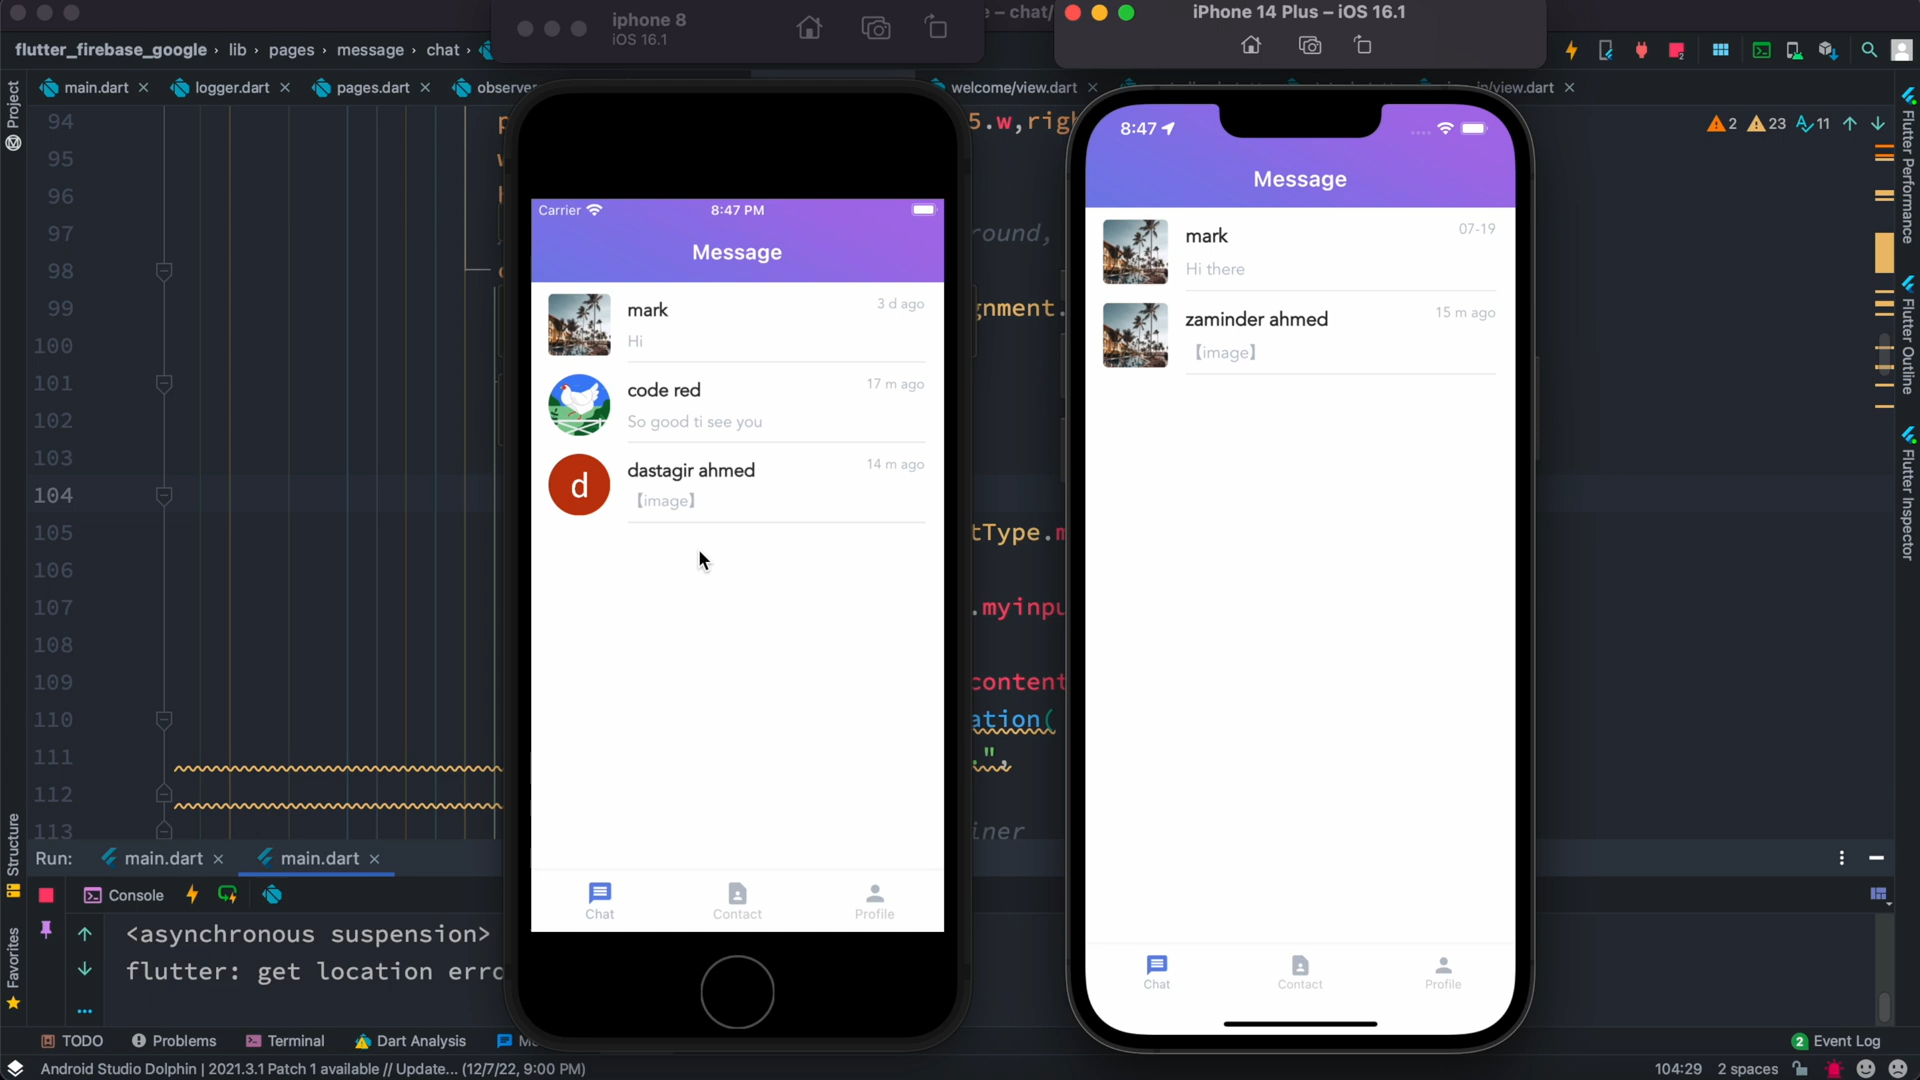 iphone 8
iOS 16.1
e – chat/
iPhone 14 Plus – iOS 16.1
flutter_firebase_google › lib › pages › message › chat ›
2
main.dart
logger.dart
pages.dart
observer
welcome/view.dart
/view.dart
94
95
96
97
98
99
100
101
102
103
104
105
106
107
108
109
110
111
112
113
5.w,righ
round,
gnment.
tType.m
.myinpu
content
ation(
.",
iner
2
23
11
Project
Structure
Favorites
Flutter Performance
Flutter Outline
Flutter Inspector
Carrier
8:47 PM
Message
mark
3 d ago
Hi
code red
17 m ago
So good ti see you
d
dastagir ahmed
14 m ago
【image】
Chat
Contact
Profile
8:47
Message
mark
07-19
Hi there
zaminder ahmed
15 m ago
【image】
Chat
Contact
Profile
Run:
main.dart
main.dart
Console
<asynchronous suspension>
flutter: get location erro
TODO
Problems
Terminal
Dart Analysis
2 Event Log
Android Studio Dolphin | 2021.3.1 Patch 1 available // Update... (12/7/22, 9:00 PM)
104:29
2 spaces